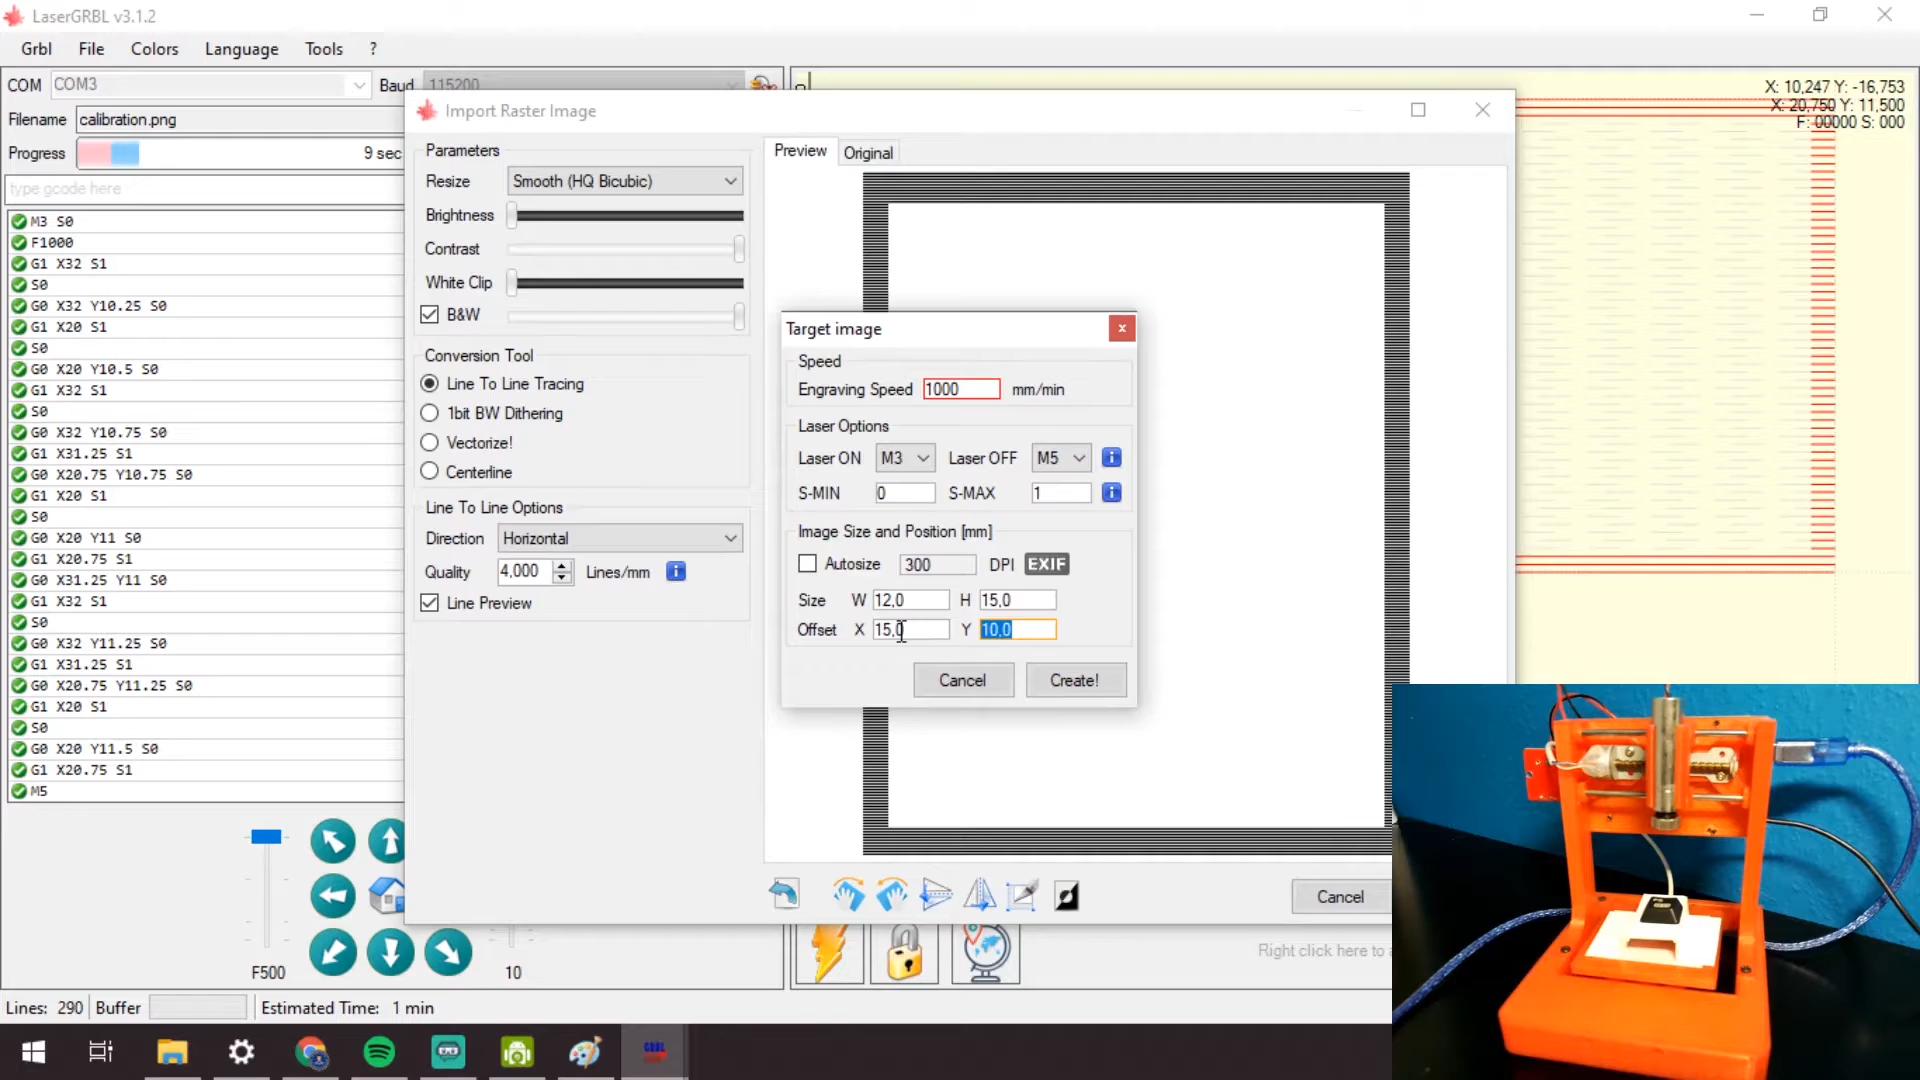 LaserGRBL v3.1.2
Grbl File Colors Language Tools ?
COM COM3 Baud 115200
Filename calibration.png
Progress 9 sec
type gcode here
M3 S0
F1000
G1 X32 S1
S0
G0 X32 Y10.25 S0
G1 X20 S1
S0
G0 X20 Y10.5 S0
G1 X32 S1
S0
G0 X32 Y10.75 S0
G1 X31.25 S1
G0 X20.75 Y10.75 S0
G1 X20 S1
S0
G0 X20 Y11 S0
G1 X20.75 S1
G0 X31.25 Y11 S0
G1 X32 S1
S0
G0 X32 Y11.25 S0
G1 X31.25 S1
G0 X20.75 Y11.25 S0
G1 X20 S1
S0
G0 X20 Y11.5 S0
G1 X20.75 S1
M5
F500
10
Lines: 290 Buffer Estimated Time: 1 min
Import Raster Image
Parameters
Resize Smooth (HQ Bicubic)
Brightness
Contrast
White Clip
B&W
Conversion Tool
Line To Line Tracing
1bit BW Dithering
Vectorize!
Centerline
Line To Line Options
Direction Horizontal
Quality 4,000 Lines/mm
Line Preview
Preview Original
Target image
Speed
Engraving Speed 1000 mm/min
Laser Options
Laser ON M3 Laser OFF M5
S-MIN 0 S-MAX 1
Image Size and Position [mm]
Autosize 300 DPI EXIF
Size W 12,0 H 15,0
Offset X 15,0 Y 10,0
Cancel Create!
Cancel
X: 10,247 Y: -16,753
X: 20,750 Y: 11,500
F: 00000 S: 000
Right click here to